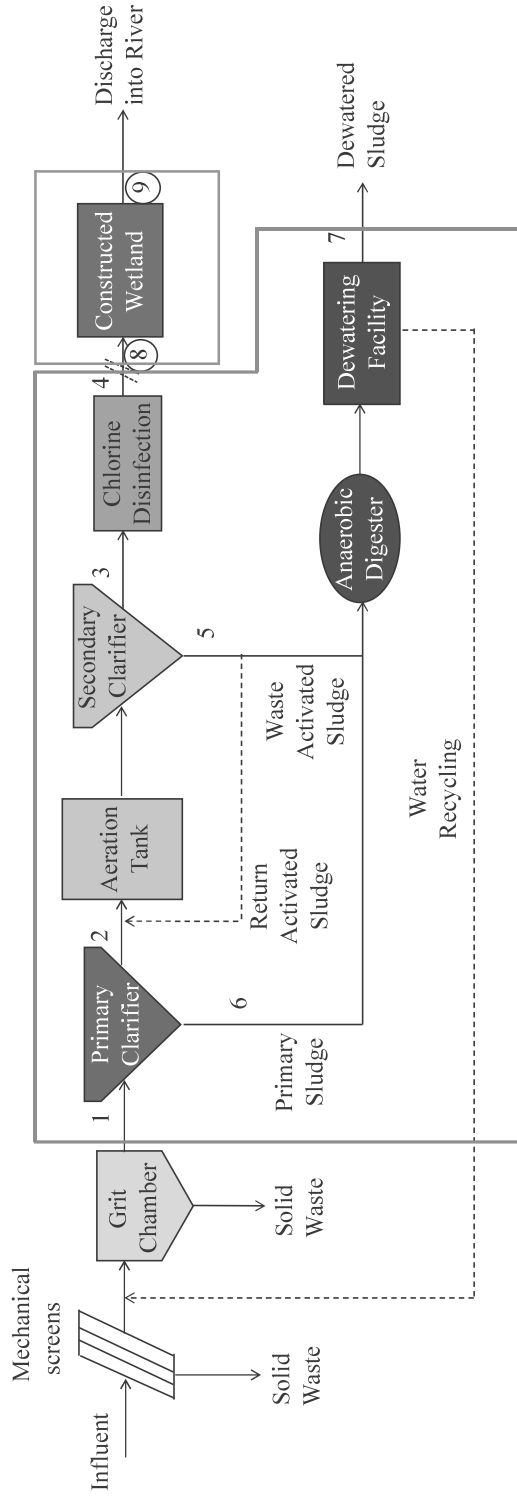 Influent
Mechanical
screens
Solid
Waste
Grit
Chamber
Solid
Waste
1
Primary
Clarifier
2
6
Primary
Sludge
Aeration
Tank
Return
Activated
Sludge
Secondary
Clarifier
3
5
Waste
Activated
Sludge
Chlorine
Disinfection
4
8
Constructed
Wetland
9
Discharge
into River
Anaerobic
Digester
Dewatering
Facility
7
Dewatered
Sludge
Water
Recycling